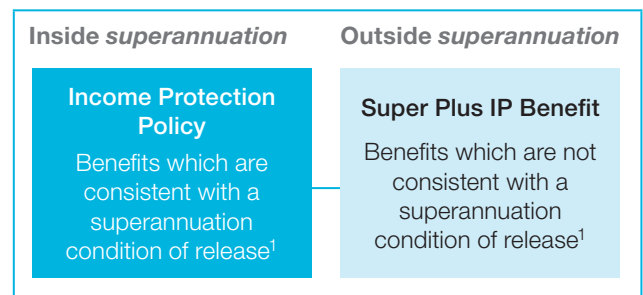 Inside superannuation
Outside superannuation
Income Protection
Policy
Benefits which are
consistent with a
superannuation
condition of release¹
Super Plus IP Benefit
Benefits which are not
consistent with a
superannuation
condition of release¹